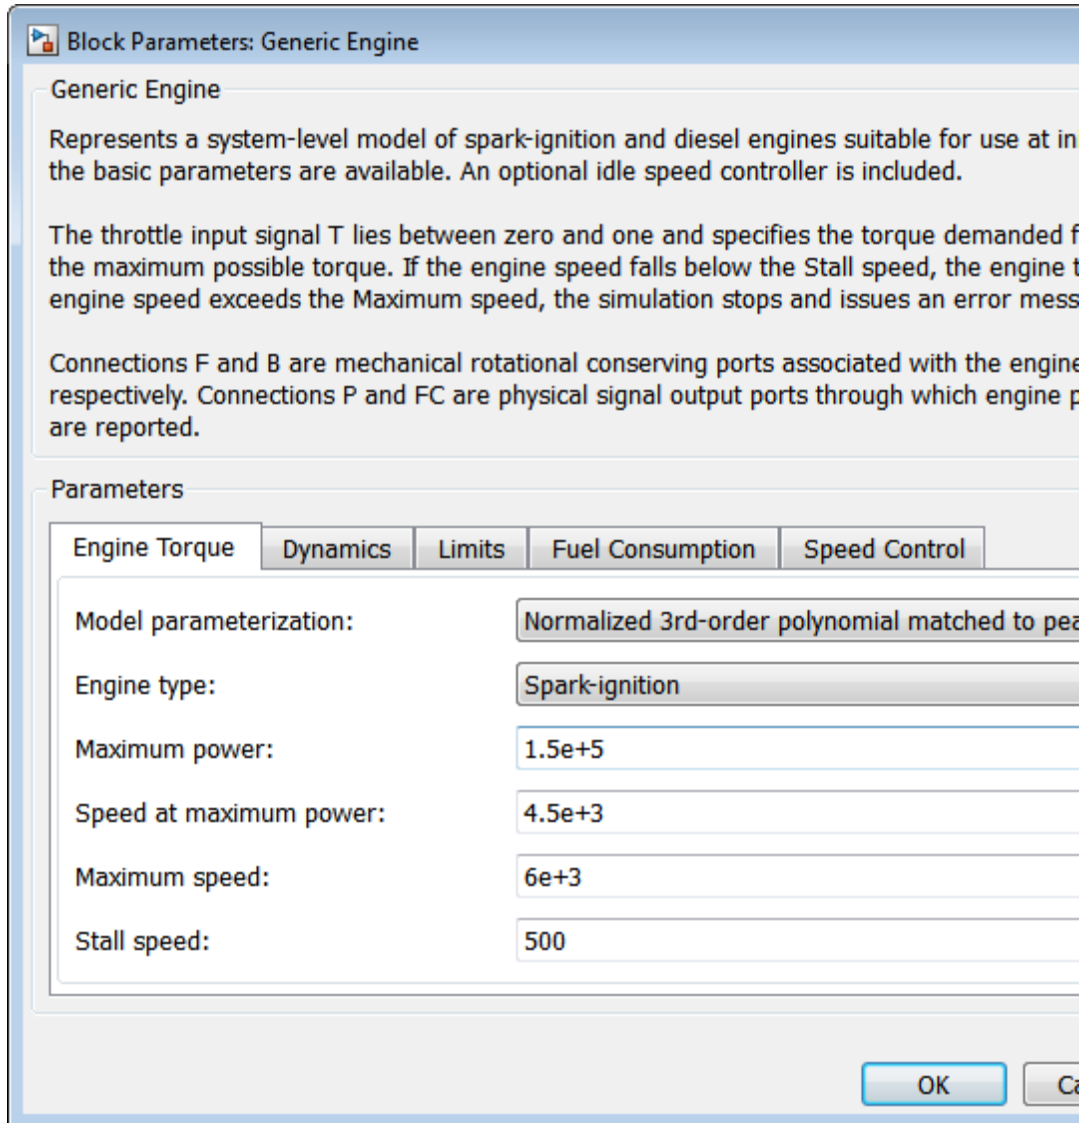 Block Parameters: Generic Engine
Generic Engine
Represents a system-level model of spark-ignition and diesel engines suitable for use at in
the basic parameters are available. An optional idle speed controller is included.
The throttle input signal T lies between zero and one and specifies the torque demanded f
the maximum possible torque. If the engine speed falls below the Stall speed, the engine t
engine speed exceeds the Maximum speed, the simulation stops and issues an error mess
Connections F and B are mechanical rotational conserving ports associated with the engine
respectively. Connections P and FC are physical signal output ports through which engine p
are reported.
Parameters
Engine Torque Dynamics Limits Fuel Consumption Speed Control
Model parameterization: Normalized 3rd-order polynomial matched to pea
Engine type: Spark-ignition
Maximum power: 1.5e+5
Speed at maximum power: 4.5e+3
Maximum speed: 6e+3
Stall speed: 500
OK Ca